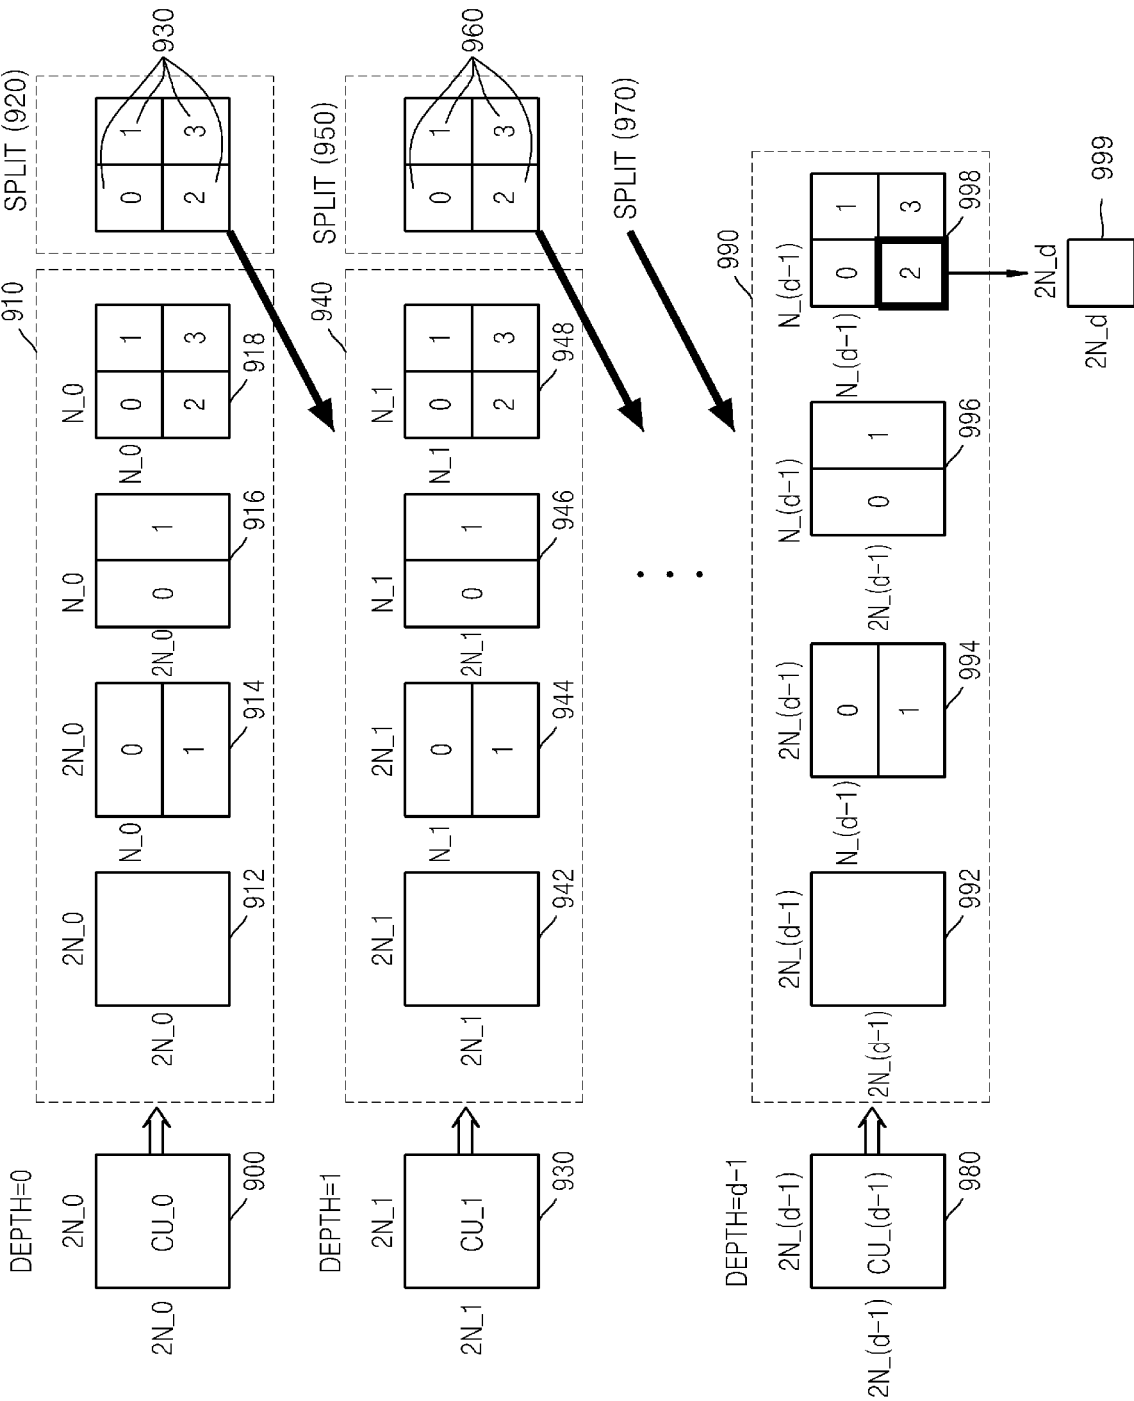 DEPTH=0
2N_0
2N_0
CU_0
900
910
2N_0
2N_0
912
2N_0
N_0
0
1
914
N_0
2N_0
0
1
916
N_0
N_0
0
1
2
3
918
SPLIT (920)
0
1
2
3
930
DEPTH=1
2N_1
2N_1
CU_1
930
940
2N_1
2N_1
942
2N_1
N_1
0
1
944
N_1
2N_1
0
1
946
N_1
N_1
0
1
2
3
948
SPLIT (950)
0
1
2
3
960
SPLIT (970)
DEPTH=d-1
2N_(d-1)
2N_(d-1)
CU_(d-1)
980
990
2N_(d-1)
2N_(d-1)
992
2N_(d-1)
N_(d-1)
0
1
994
N_(d-1)
2N_(d-1)
0
1
996
N_(d-1)
N_(d-1)
0
1
2
3
998
2N_d
2N_d
999